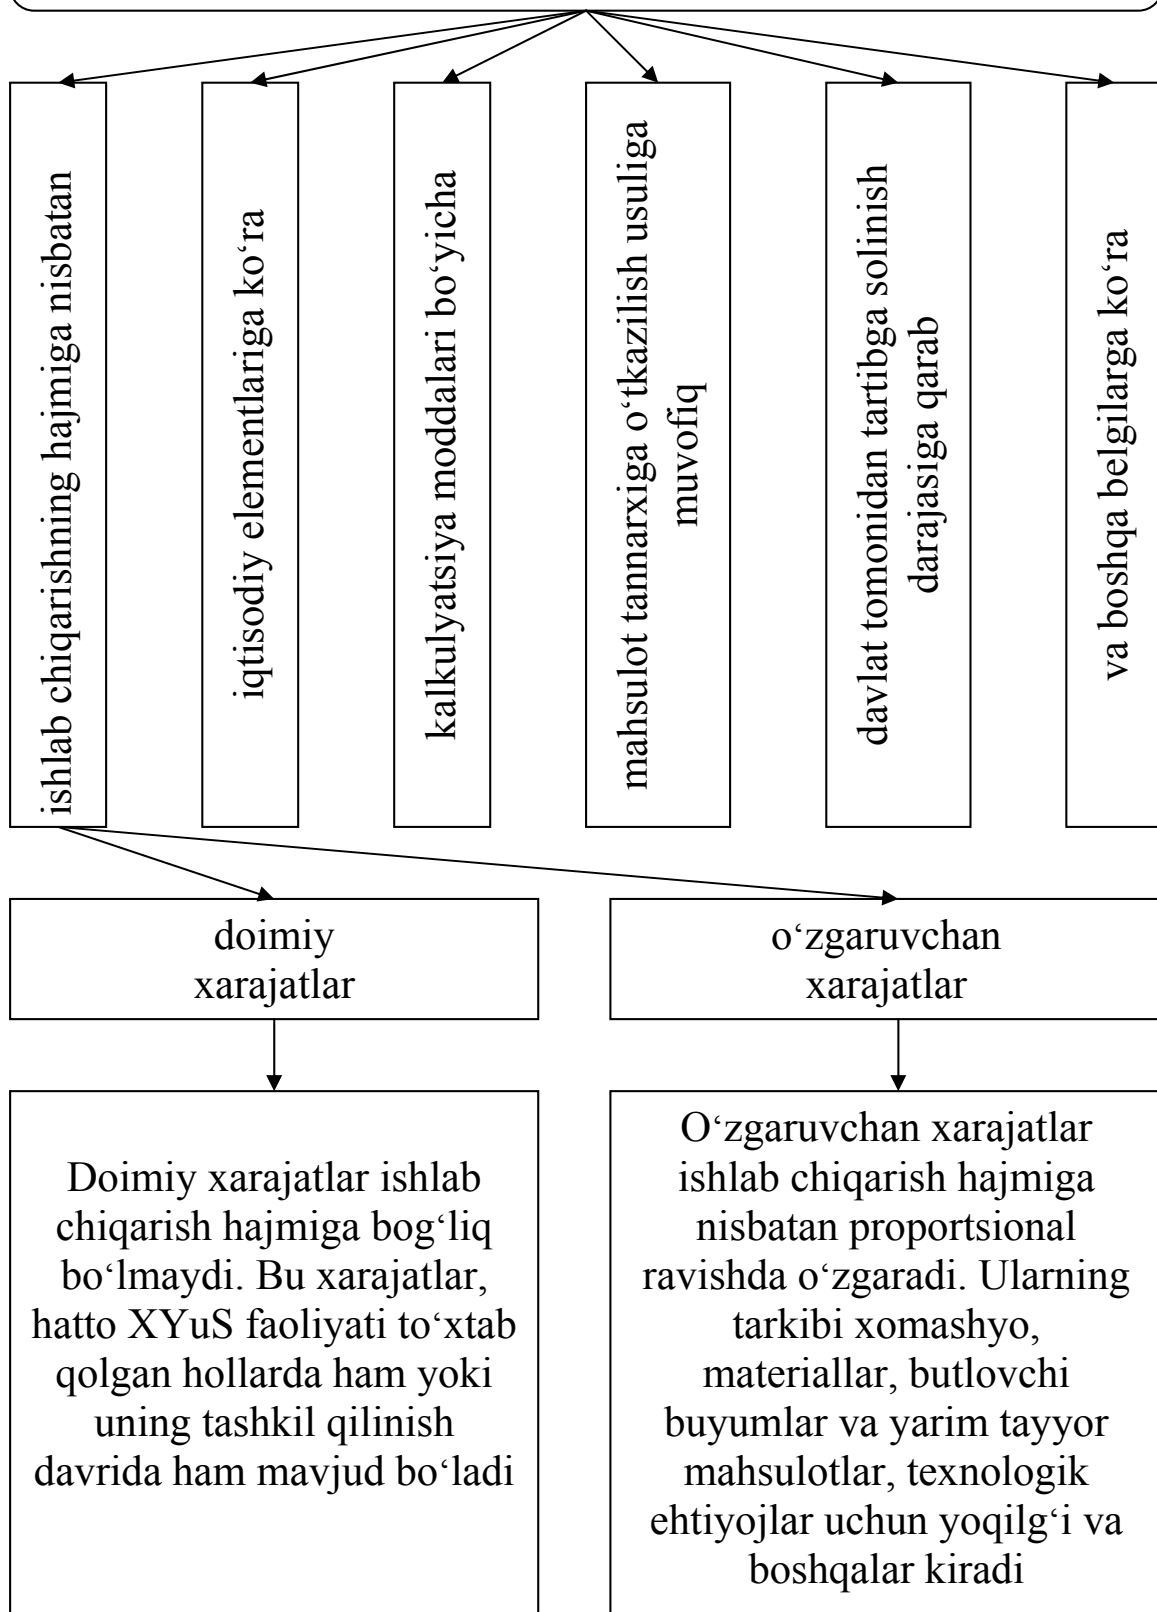 ishlab chiqarishning hajmiga nisbatan
iqtisodiy elementlariga ko‘ra
kalkulyatsiya moddalari bo‘yicha
mahsulot tannarxiga o‘tkazilish usuliga
muvofiq
davlat tomonidan tartibga solinish
darajasiga qarab
va boshqa belgilarga ko‘ra
doimiy
xarajatlar
o‘zgaruvchan
xarajatlar
Doimiy xarajatlar ishlab
chiqarish hajmiga bog‘liq
bo‘lmaydi. Bu xarajatlar,
hatto XYuS faoliyati to‘xtab
qolgan hollarda ham yoki
uning tashkil qilinish
davrida ham mavjud bo‘ladi
O‘zgaruvchan xarajatlar
ishlab chiqarish hajmiga
nisbatan proportsional
ravishda o‘zgaradi. Ularning
tarkibi xomashyo,
materiallar, butlovchi
buyumlar va yarim tayyor
mahsulotlar, texnologik
ehtiyojlar uchun yoqilg‘i va
boshqalar kiradi